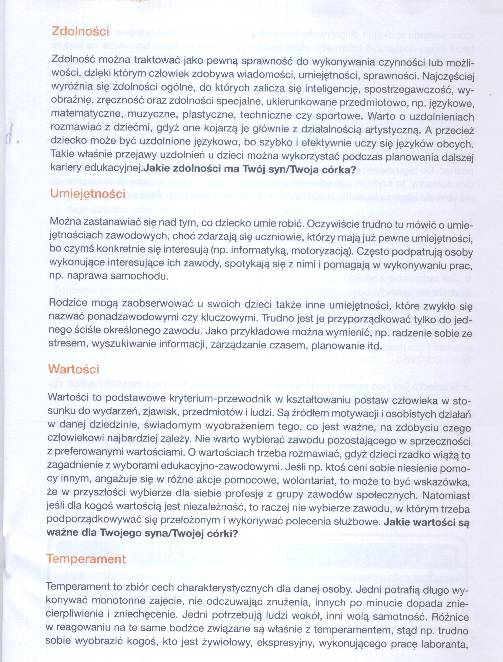 Zdolności
Zdolność można traktować jako pewną sprawność do wykonywania czynności lub możli-
wości, dzięki którym człowiek zdobywa wiadomości, umiejętności, sprawności. Najczęściej
wyróżnia się zdolności ogólne, do których zalicza się inteligencję, spostrzegawczość, wy-
obraźnię, zręczność oraz zdolności specjalne, ukierunkowane przedmiotowo, np. językowe,
matematyczne, muzyczne, plastyczne, techniczne czy sportowe. Warto o uzdolnieniach
rozmawiać z dziećmi, gdyż one kojarzą je głównie z działalnością artystyczną. A przecież
dziecko może być uzdolnione językowo, bo szybko i efektywnie uczy się języków obcych.
Takie właśnie przejawy uzdolnień u dzieci można wykorzystać podczas planowania dalszej
kariery edukacyjnej.Jakie zdolności ma Twój syn/Twoja córka?
Umiejętności
Można zastanawiać się nad tym, co dziecko umie robić. Oczywiście trudno tu mówić o umie-
jętnościach zawodowych, choć zdarzają się uczniowie, którzy mają już pewne umiejętności,
bo czymś konkretnie się interesują (np. informatyką, motoryzacją). Często podpatrują osoby
wykonujące interesujące ich zawody, spotykają się z nimi i pomagają w wykonywaniu prac,
np. naprawa samochodu.
Rodzice mogą zaobserwować u swoich dzieci także inne umiejętności, które zwykło się
nazwać ponadzawodowymi czy kluczowymi. Trudno jest je przyporządkować tylko do jed-
nego ściśle określonego zawodu. Jako przykładowe można wymienić, np. radzenie sobie ze
stresem, wyszukiwanie informacji, zarządzanie czasem, planowanie itd.
Wartości
Wartości to podstawowe kryterium-przewodnik w kształtowaniu postaw człowieka w sto-
sunku do wydarzeń, zjawisk, przedmiotów i ludzi. Są źródłem motywacji i osobistych działań
w danej dziedzinie, świadomym wyobrażeniem tego, co jest ważne, na zdobyciu czego
człowiekowi najbardziej zależy. Nie warto wybierać zawodu pozostającego w sprzeczności
z preferowanymi wartościami. O wartościach trzeba rozmawiać, gdyż dzieci rzadko wiążą to
zagadnienie z wyborami edukacyjno-zawodowymi. Jeśli np. ktoś ceni sobie niesienie pomo-
cy innym, angażuje się w różne akcje pomocowe, wolontariat, to może to być wskazówka,
że w przyszłości wybierze dla siebie profesję z grupy zawodów społecznych. Natomiast
jeśli dla kogoś wartością jest niezależność, to raczej nie wybierze zawodu, w którym trzeba
podporządkowywać się przełożonym i wykonywać polecenia służbowe. Jakie wartości są
ważne dla Twojego syna/Twojej córki?
Temperament
Temperament to zbiór cech charakterystycznych dla danej osoby. Jedni potrafią długo wy-
konywać monotonne zajęcie, nie odczuwając znużenia, innych po minucie dopada znie-
cierpliwienie i zniechęcenie. Jedni potrzebują ludzi wokół, inni wolą samotność. Różnice
w reagowaniu na te same bodźce związane są właśnie z temperamentem, stąd np. trudno
sobie wyobrazić kogoś, kto jest żywiołowy, ekspresyjny, wykonującego pracę laboranta,